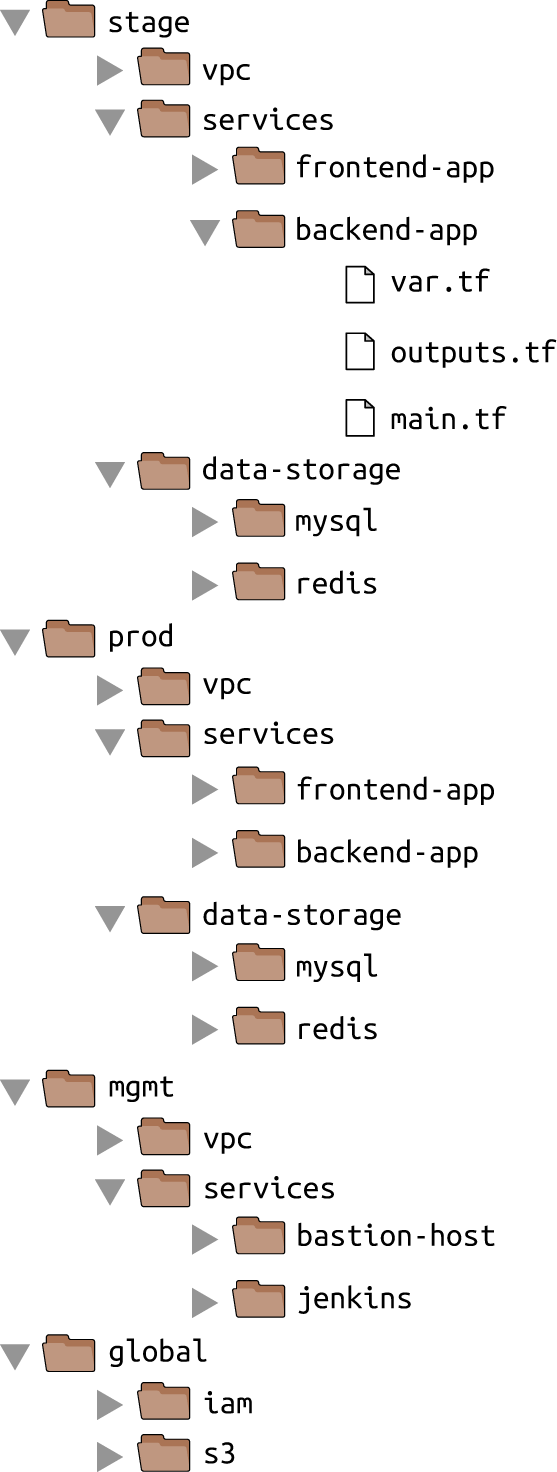 stage
vpc
services
frontend-app
backend-app
var.tf
outputs.tf
main.tf
data-storage
mysql
redis
prod
vpc
services
frontend-app
backend-app
data-storage
mysql
redis
mgmt
vpc
services
bastion-host
jenkins
global
iam
s3